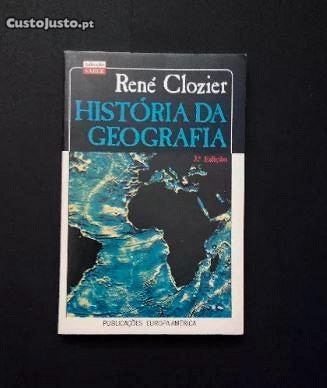 CustoJusto.pt
colecção
SABER
René Clozier
HISTÓRIA DA
GEOGRAFIA
3.ª Edição
PUBLICAÇÕES EUROPA-AMÉRICA